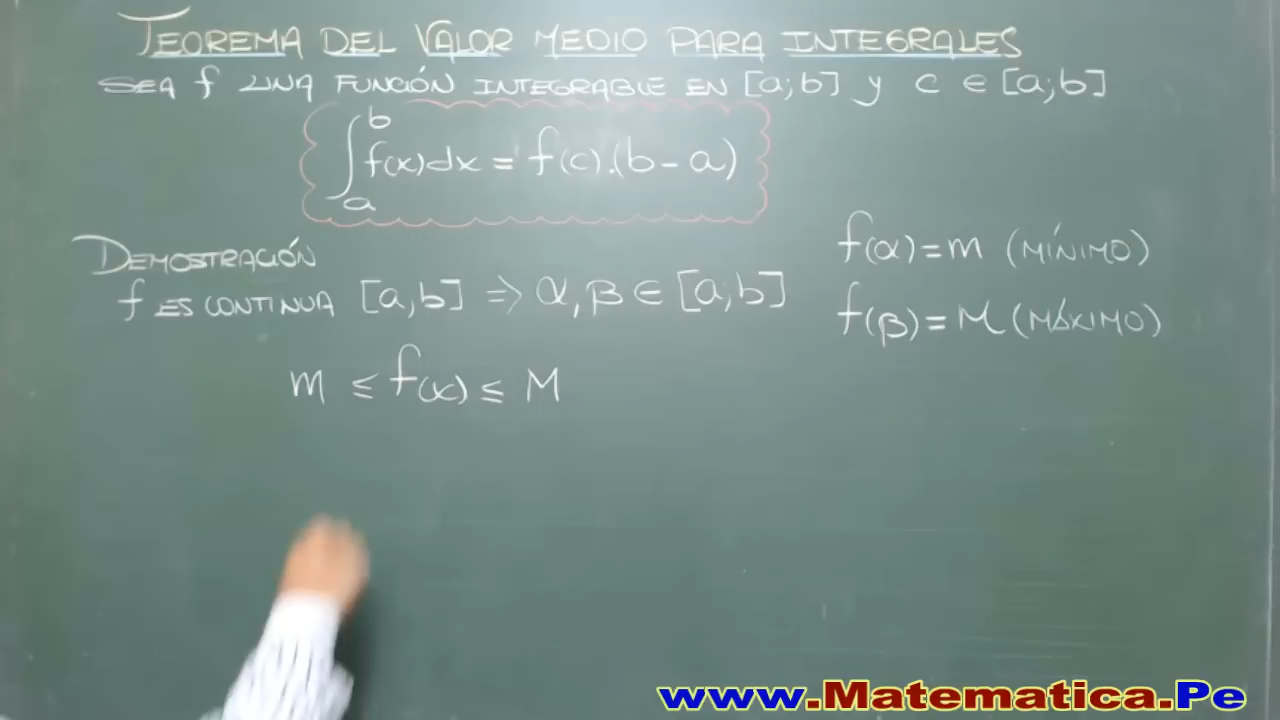 TEOREMA DEL VALOR MEDIO PARA INTEGRALES
SEA f UNA FUNCIÓN INTEGRABLE EN [a;b] y c ∈ [a;b]
∫_a^b f(x)dx = f(c).(b-a)
DEMOSTRACIÓN
f ES CONTINUA [a,b] ⇒ α,β ∈ [a;b]
f(α)=m (MÍNIMO)
f(β)=M (MÁXIMO)
m ≤ f(x) ≤ M
www.Matematica.Pe